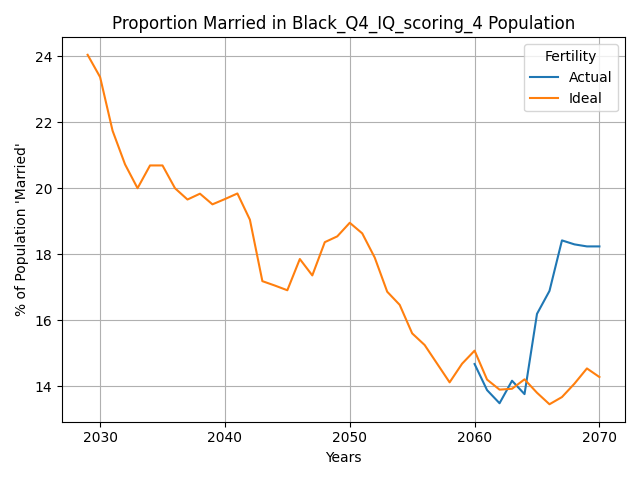 Proportion Married in Black_Q4_IQ_scoring_4 Population
Fertility
Actual
Ideal
% of Population 'Married'
24
22
20
18
16
14
2030
2040
2050
2060
2070
Years